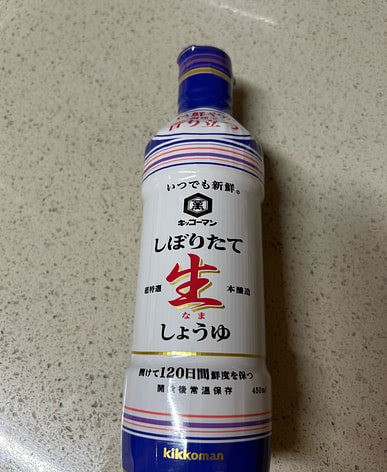 いつでも新鮮®
萬
キッコーマン
しぼりたて
超特選 生 本醸造
なま
しょうゆ
開けて120日間鮮度を保つ
開栓後常温保存 450ml
kikkoman